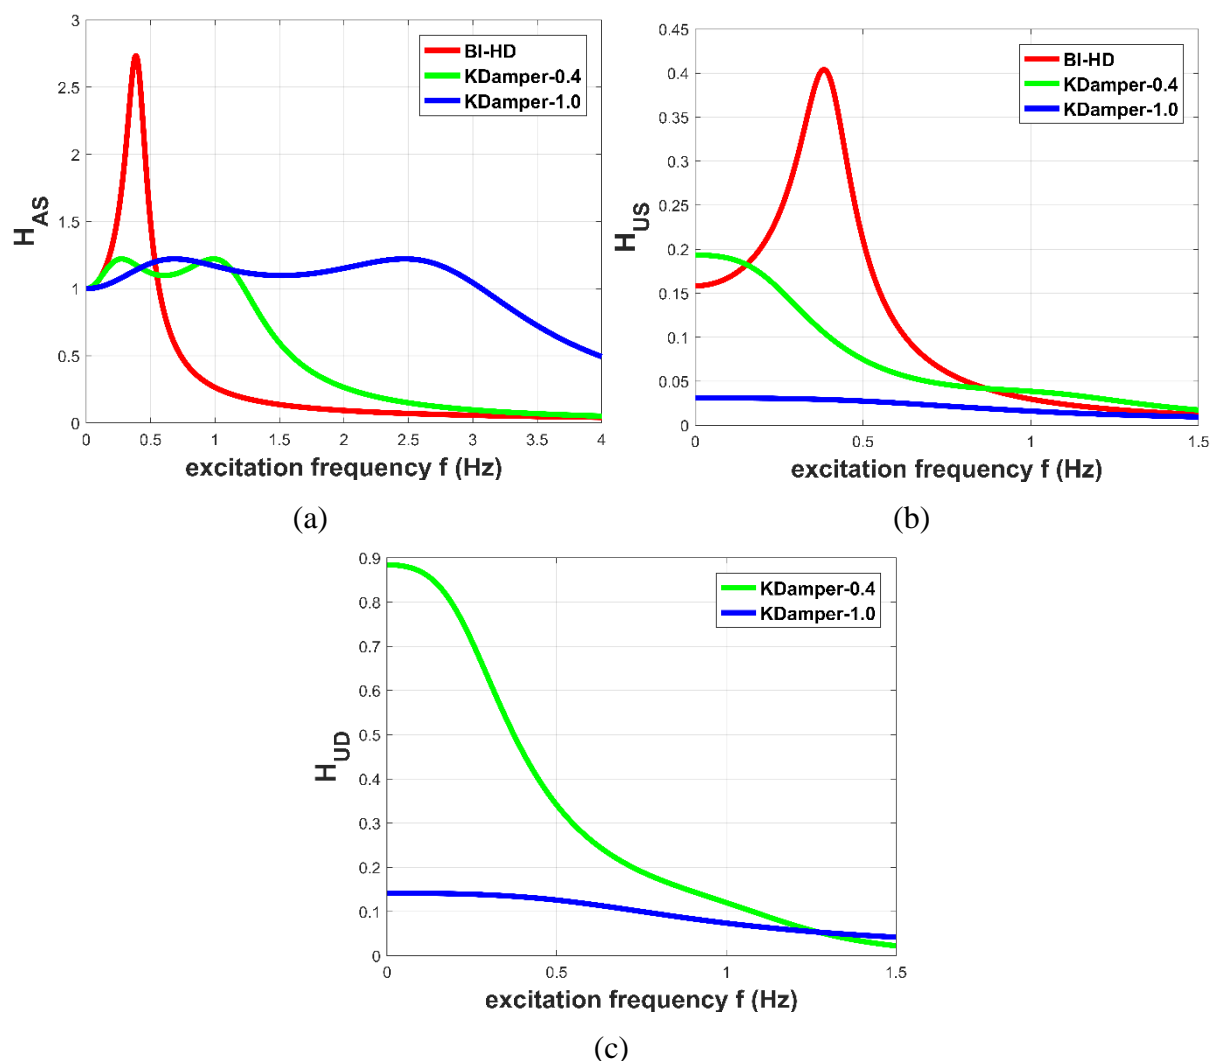 3
2.5
2
1.5
1
0.5
0
H_AS
BI-HD
KDamper-0.4
KDamper-1.0
0 0.5 1 1.5 2 2.5 3 3.5 4
excitation frequency f (Hz)
(a)
0.45
0.4
0.35
0.3
0.25
0.2
0.15
0.1
0.05
0
H_US
BI-HD
KDamper-0.4
KDamper-1.0
0 0.5 1 1.5
excitation frequency f (Hz)
(b)
0.9
0.8
0.7
0.6
0.5
0.4
0.3
0.2
0.1
0
H_UD
KDamper-0.4
KDamper-1.0
0 0.5 1 1.5
excitation frequency f (Hz)
(c)